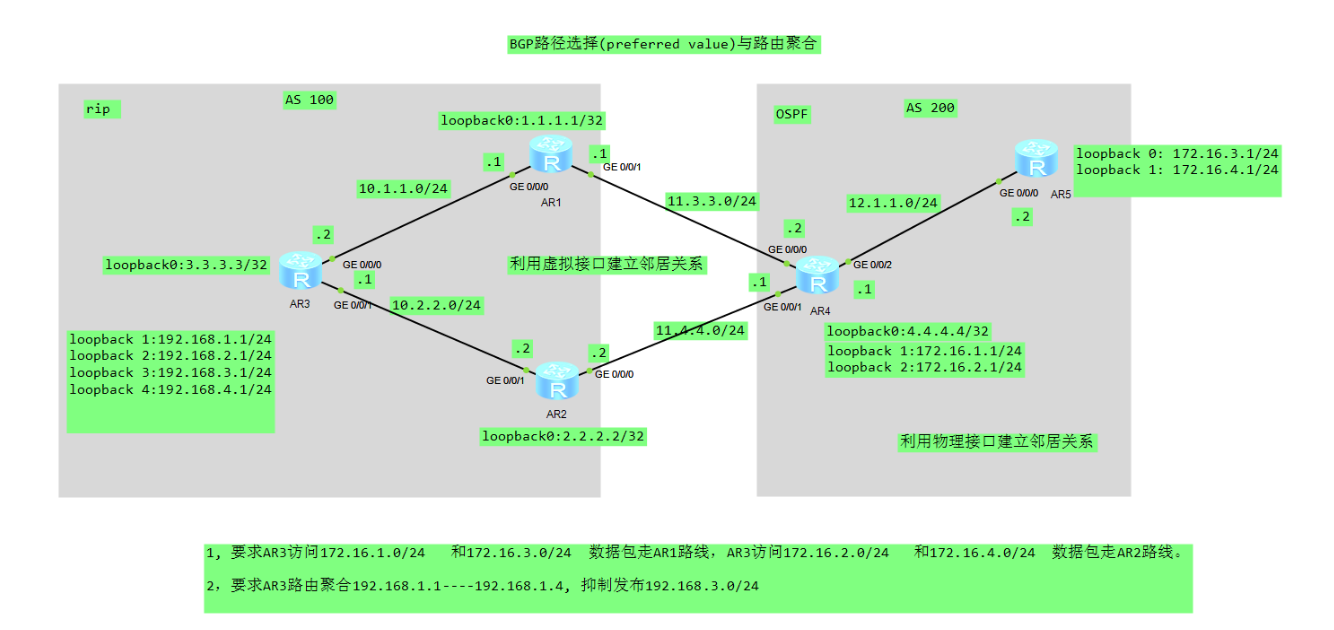 BGP路径选择(preferred value)与路由聚合
rip
AS 100
loopback0:1.1.1.1/32
.1
.1
GE 0/0/1
R
GE 0/0/0
AR1
10.1.1.0/24
.2
loopback0:3.3.3.3/32
GE 0/0/0
R
.1
AR3
GE 0/0/1
10.2.2.0/24
利用虚拟接口建立邻居关系
loopback 1:192.168.1.1/24
loopback 2:192.168.2.1/24
loopback 3:192.168.3.1/24
loopback 4:192.168.4.1/24
.2
.2
GE 0/0/1
GE 0/0/0
R
AR2
loopback0:2.2.2.2/32
11.3.3.0/24
11.4.4.0/24
OSPF
AS 200
loopback 0: 172.16.3.1/24
loopback 1: 172.16.4.1/24
R
GE 0/0/0
AR5
.2
12.1.1.0/24
.2
GE 0/0/0
GE 0/0/2
.1
R
.1
GE 0/0/1
AR4
loopback0:4.4.4.4/32
loopback 1:172.16.1.1/24
loopback 2:172.16.2.1/24
利用物理接口建立邻居关系
1, 要求AR3访问172.16.1.0/24 和172.16.3.0/24 数据包走AR1路线，AR3访问172.16.2.0/24 和172.16.4.0/24 数据包走AR2路线。
2，要求AR3路由聚合192.168.1.1----192.168.1.4, 抑制发布192.168.3.0/24